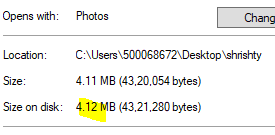 Opens with: Photos Chang
Location: C:\Users\500068672\Desktop\shrishty
Size: 4.11 MB (43,20,054 bytes)
Size on disk: 4.12 MB (43,21,280 bytes)